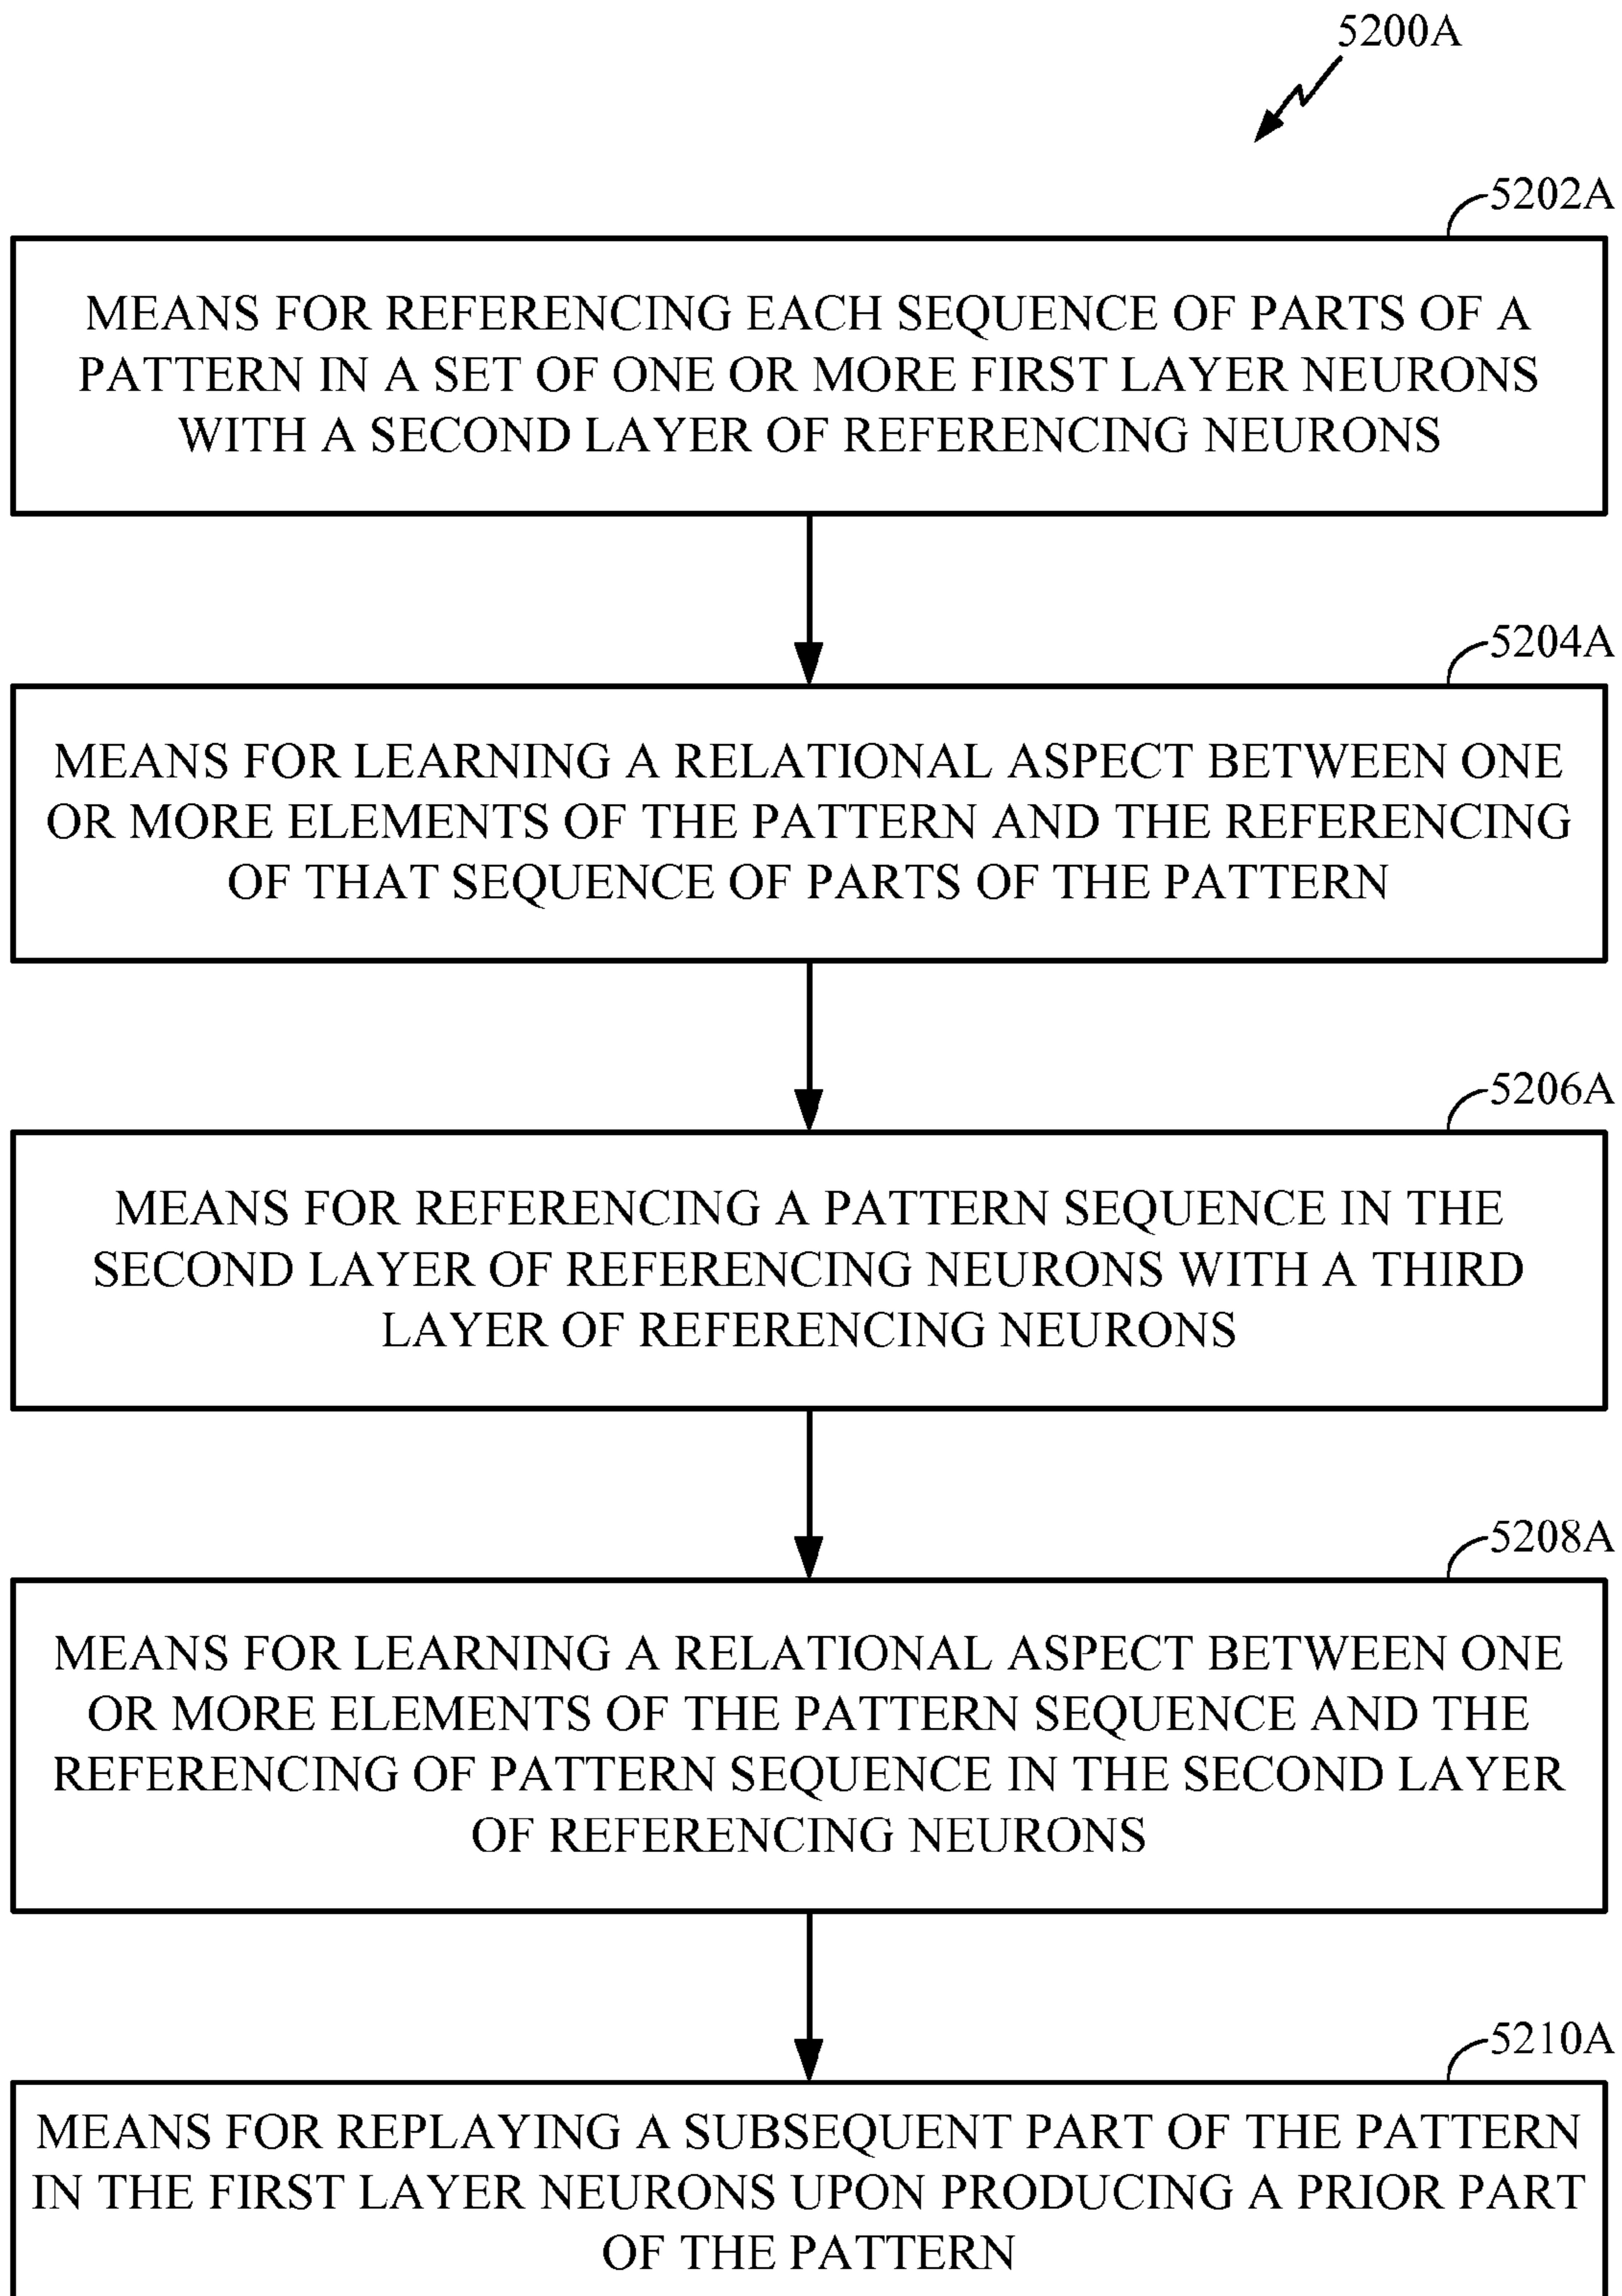 5200A
5202A
MEANS FOR REFERENCING EACH SEQUENCE OF PARTS OF A
PATTERN IN A SET OF ONE OR MORE FIRST LAYER NEURONS
WITH A SECOND LAYER OF REFERENCING NEURONS
5204A
MEANS FOR LEARNING A RELATIONAL ASPECT BETWEEN ONE
OR MORE ELEMENTS OF THE PATTERN AND THE REFERENCING
OF THAT SEQUENCE OF PARTS OF THE PATTERN
5206A
MEANS FOR REFERENCING A PATTERN SEQUENCE IN THE
SECOND LAYER OF REFERENCING NEURONS WITH A THIRD
LAYER OF REFERENCING NEURONS
5208A
MEANS FOR LEARNING A RELATIONAL ASPECT BETWEEN ONE
OR MORE ELEMENTS OF THE PATTERN SEQUENCE AND THE
REFERENCING OF PATTERN SEQUENCE IN THE SECOND LAYER
OF REFERENCING NEURONS
5210A
MEANS FOR REPLAYING A SUBSEQUENT PART OF THE PATTERN
IN THE FIRST LAYER NEURONS UPON PRODUCING A PRIOR PART
OF THE PATTERN